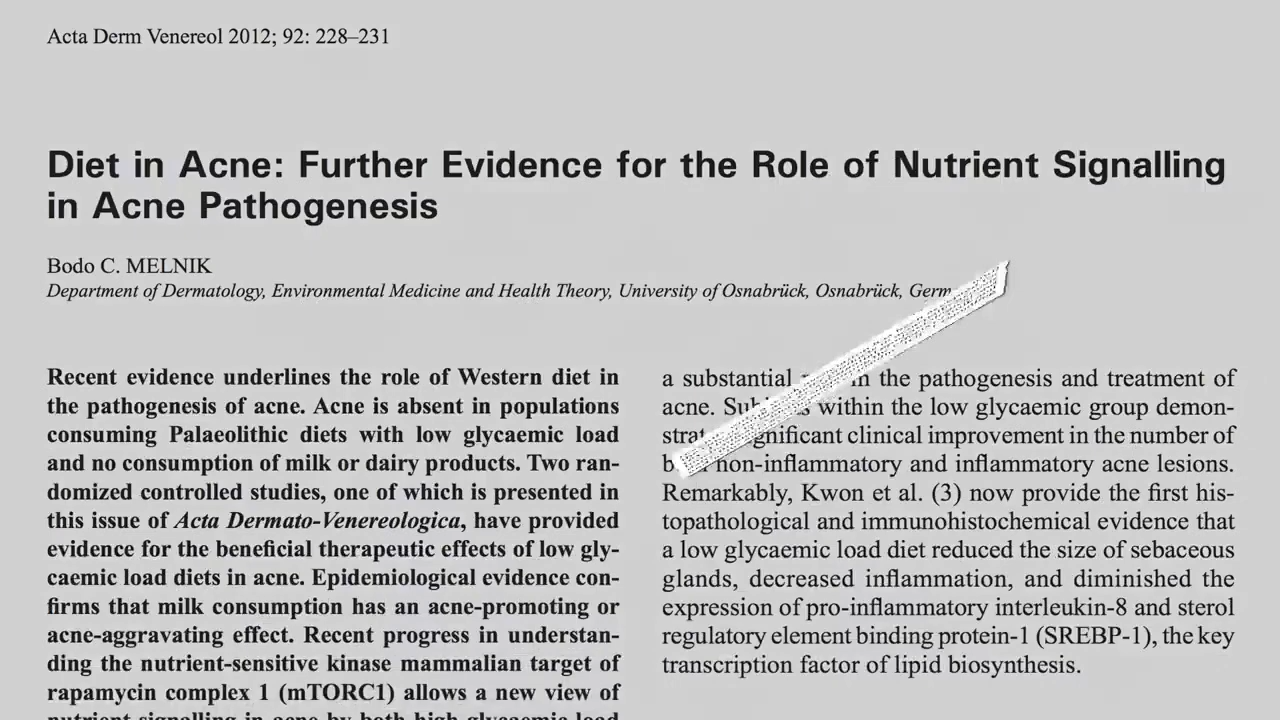 Acta Derm Venereol 2012; 92: 228–231
Diet in Acne: Further Evidence for the Role of Nutrient Signalling
in Acne Pathogenesis
Bodo C. MELNIK
Department of Dermatology, Environmental Medicine and Health Theory, University of Osnabrück, Osnabrück, Germ
Recent evidence underlines the role of Western diet in
the pathogenesis of acne. Acne is absent in populations
consuming Palaeolithic diets with low glycaemic load
and no consumption of milk or dairy products. Two ran-
domized controlled studies, one of which is presented in
this issue of Acta Dermato-Venereologica, have provided
evidence for the beneficial therapeutic effects of low gly-
caemic load diets in acne. Epidemiological evidence con-
firms that milk consumption has an acne-promoting or
acne-aggravating effect. Recent progress in understan-
ding the nutrient-sensitive kinase mammalian target of
rapamycin complex 1 (mTORC1) allows a new view of
nutrient signalling in acne by both high glycaemic load
a substantial in the pathogenesis and treatment of
acne. within the low glycaemic group demon-
significant clinical improvement in the number of
non-inflammatory and inflammatory acne lesions.
Remarkably, Kwon et al. (3) now provide the first his-
topathological and immunohistochemical evidence that
a low glycaemic load diet reduced the size of sebaceous
glands, decreased inflammation, and diminished the
expression of pro-inflammatory interleukin-8 and sterol
regulatory element binding protein-1 (SREBP-1), the key
transcription factor of lipid biosynthesis.